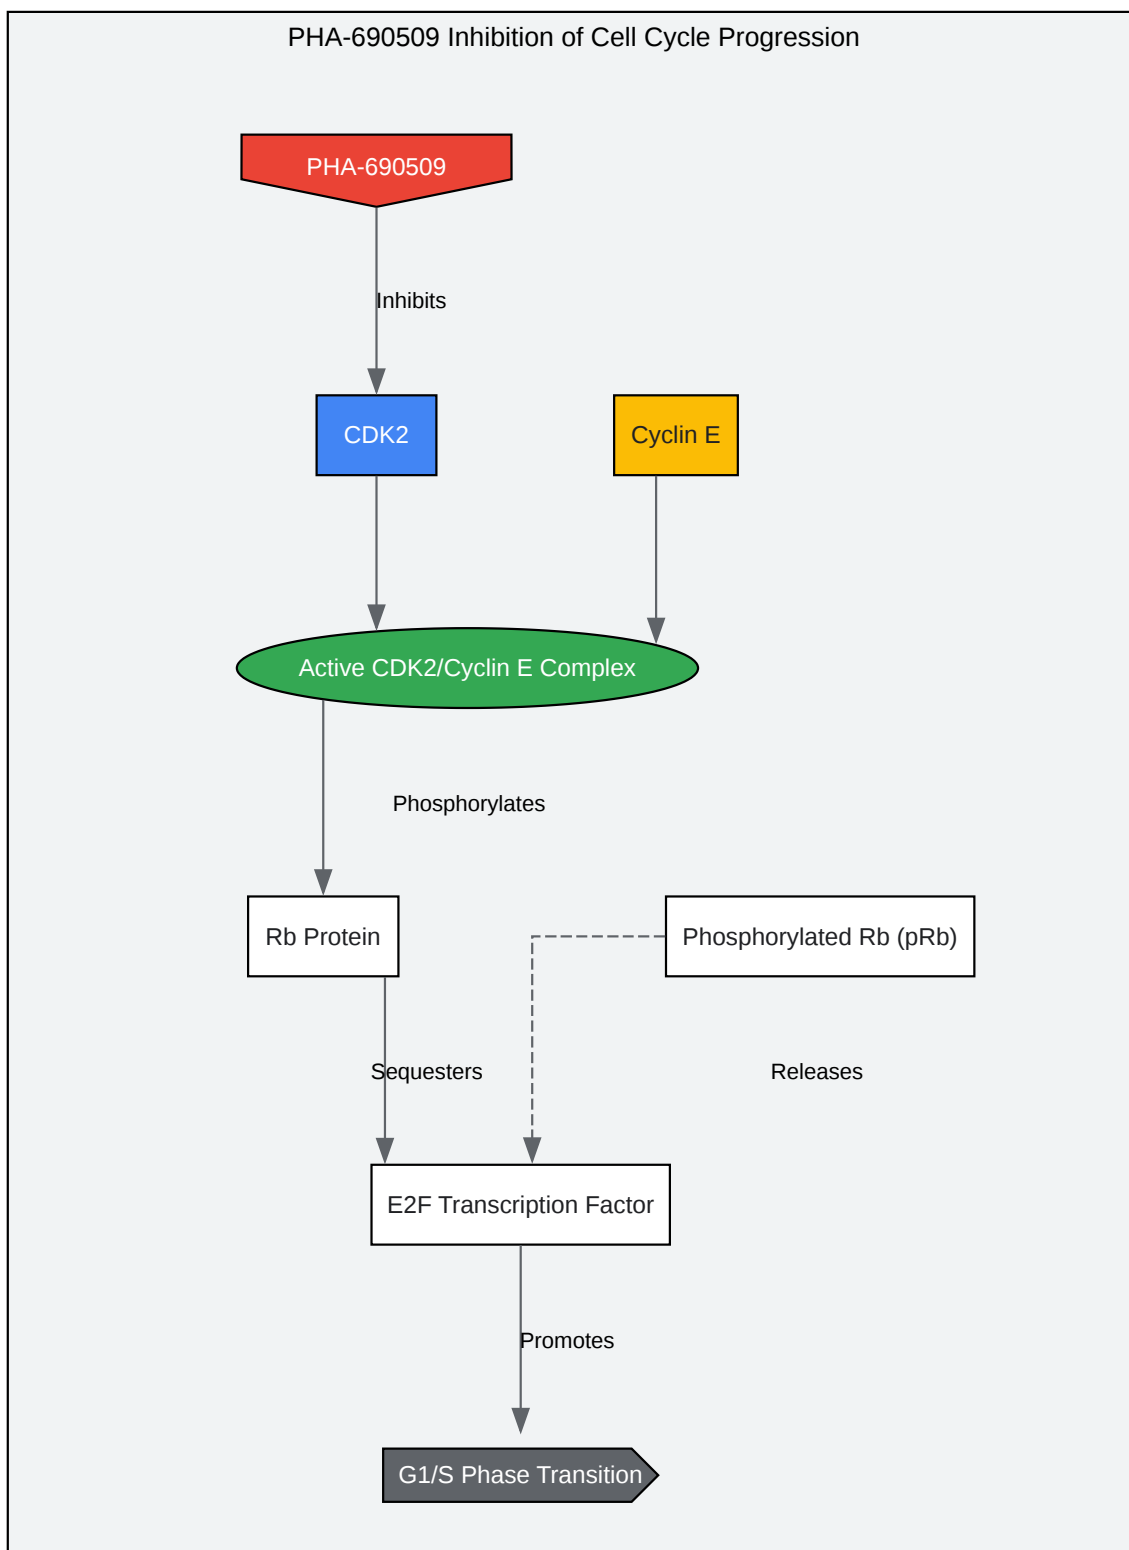 PHA-690509 Inhibition of Cell Cycle Progression
PHA-690509
Inhibits
CDK2
Cyclin E
Active CDK2/Cyclin E Complex
Phosphorylates
Rb Protein
Phosphorylated Rb (pRb)
Sequesters
Releases
E2F Transcription Factor
Promotes
G1/S Phase Transition